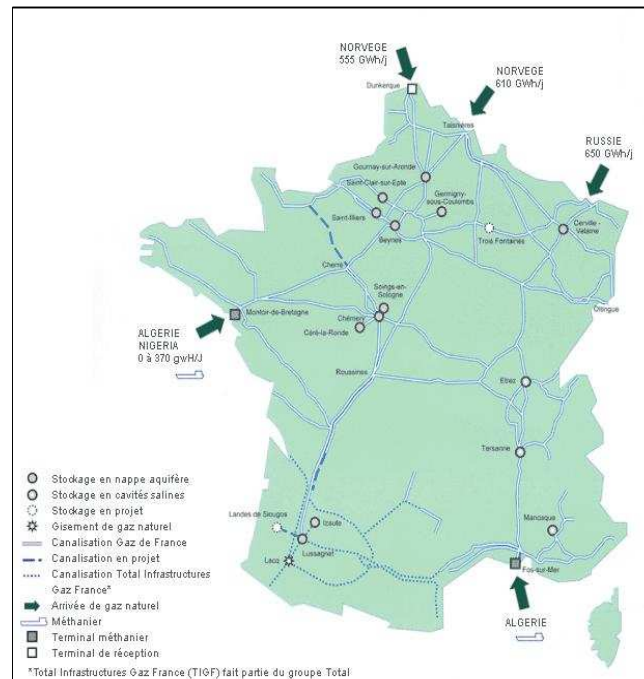 NORVEGE
555 GWh/j
NORVEGE
610 GWh/j
Dunkerque
Taisnières
RUSSIE
650 GWh/j
Gournay-sur-Aronde
Saint-Clair-sur-Epte
Germigny-
sous-Coulombs
Saint-Illiers
Beynes
Trois Fontaines
Cerville-
Velaine
Cherré
Oltingue
Soings-en-
Sologne
Montoir-de-Bretagne
Chémery
Céré-la-Ronde
ALGERIE
NIGERIA
0 à 370 gwH/J
Roussines
Etrez
Tersanne
Stockage en nappe aquifère
Stockage en cavités salines
Stockage en projet
Gisement de gaz naturel
Canalisation Gaz de France
Canalisation en projet
Canalisation Total Infrastructures
Gaz France*
Arrivée de gaz naturel
Méthanier
Terminal méthanier
Terminal de réception
Landes de Siougos
Izaute
Lussagnet
Lacq
Manosque
Fos-sur-Mer
ALGERIE
*Total Infrastructures Gaz France (TIGF) fait partie du groupe Total